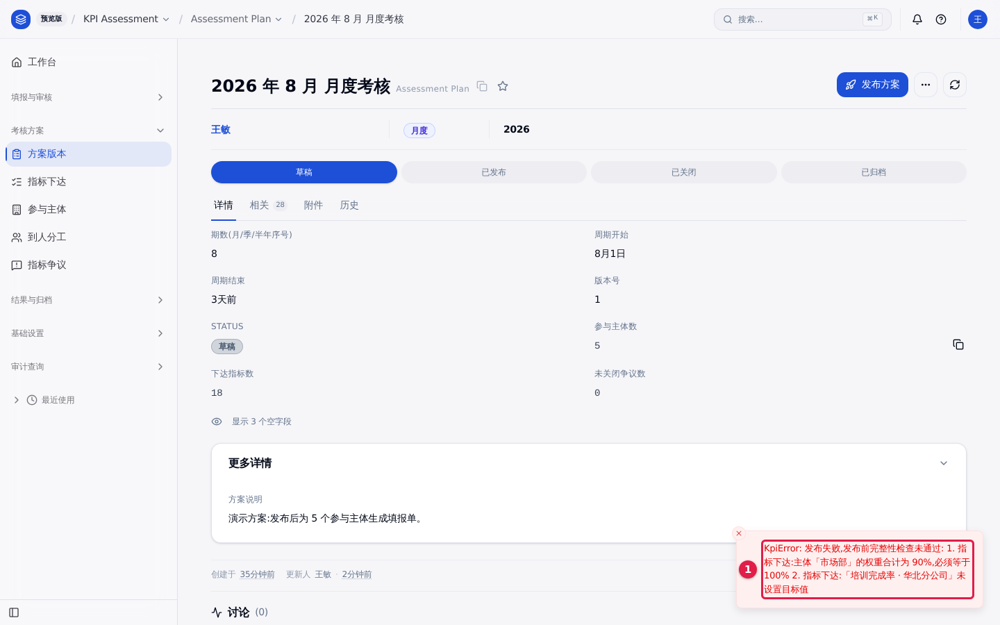 预览版 / KPI Assessment / Assessment Plan / 2026 年 8 月 月度考核
搜索... ⌘K
王
工作台
填报与审核
考核方案
方案版本
指标下达
参与主体
到人分工
指标争议
结果与归档
基础设置
审计查询
最近使用
2026 年 8 月 月度考核 Assessment Plan
发布方案
王敏 月度 2026
草稿 已发布 已关闭 已归档
详情 相关 28 附件 历史
期数(月/季/半年序号) 周期开始
8 8月1日
周期结束 版本号
3天前 1
STATUS 参与主体数
草稿 5
下达指标数 未关闭争议数
18 0
显示 3 个空字段
更多详情
方案说明
演示方案:发布后为 5 个参与主体生成填报单。
创建于 35分钟前 更新人 王敏 · 2分钟前
讨论 (0)
1
KpiError: 发布失败,发布前完整性检查未通过: 1. 指
标下达:主体「市场部」的权重合计为 90%,必须等于
100% 2. 指标下达:「培训完成率 · 华北分公司」未
设置目标值